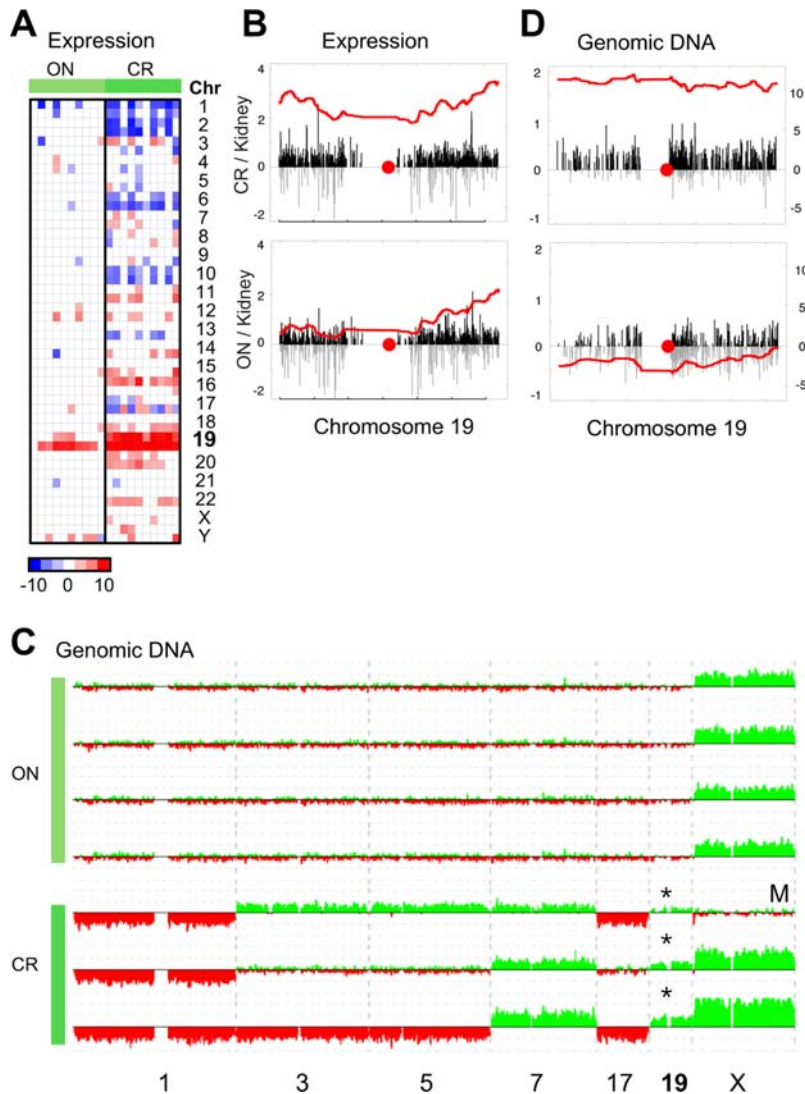 A
Expression
ON CR
Chr
1
2
3
4
5
6
7
8
9
10
11
12
13
14
15
16
17
18
19
20
21
22
X
Y
-10 0 10
B
Expression
CR / Kidney
4
2
0
-2
ON / Kidney
4
2
0
-2
Chromosome 19
D
Genomic DNA
2
1
0
-1
10
5
0
-5
2
1
0
-1
10
5
0
-5
Chromosome 19
C
Genomic DNA
ON
CR
* M
*
*
1 3 5 7 17 19 X